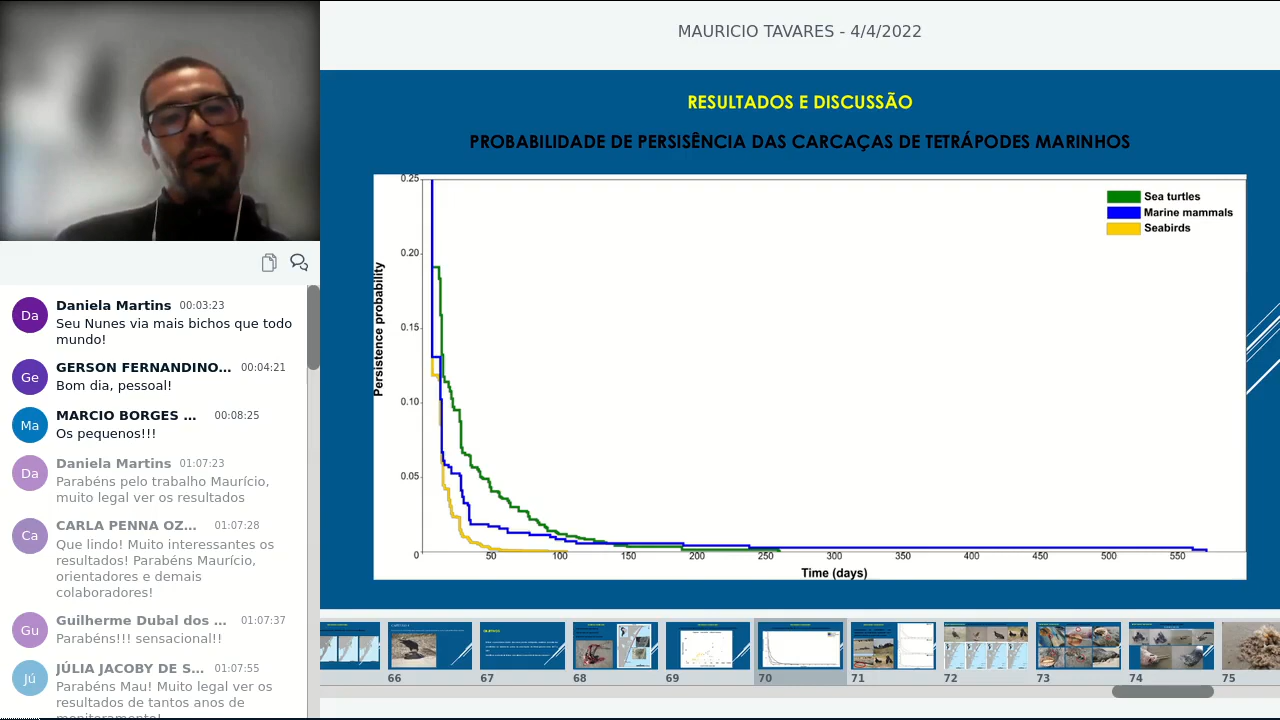 MAURICIO TAVARES - 4/4/2022
RESULTADOS E DISCUSSÃO
PROBABILIDADE DE PERSISÊNCIA DAS CARCAÇAS DE TETRÁPODES MARINHOS
Persistence probability
0.25
0.20
0.15
0.10
0.05
0
50
100
150
200
250
300
350
400
450
500
550
Time (days)
Sea turtles
Marine mammals
Seabirds
Da
Daniela Martins 00:03:23
Seu Nunes via mais bichos que todo
mundo!
Ge
GERSON FERNANDINO... 00:04:21
Bom dia, pessoal!
Ma
MARCIO BORGES ... 00:08:25
Os pequenos!!!
Da
Daniela Martins 01:07:23
Parabéns pelo trabalho Maurício,
muito legal ver os resultados
Ca
CARLA PENNA OZ... 01:07:28
Que lindo! Muito interessantes os
resultados! Parabéns Maurício,
orientadores e demais
colaboradores!
Gu
Guilherme Dubal dos ... 01:07:37
Parabéns!!! sensacional!!
Jú
JÚLIA JACOBY DE S... 01:07:55
Parabéns Mau! Muito legal ver os
resultados de tantos anos de
monitoramento!
66
67
68
69
70
71
72
73
74
75